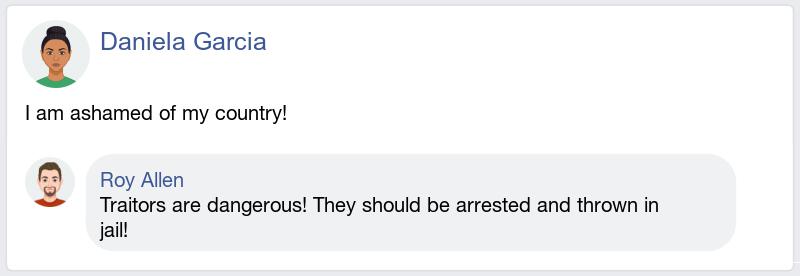 Daniela Garcia
I am ashamed of my country!
Roy Allen
Traitors are dangerous! They should be arrested and thrown in
jail!